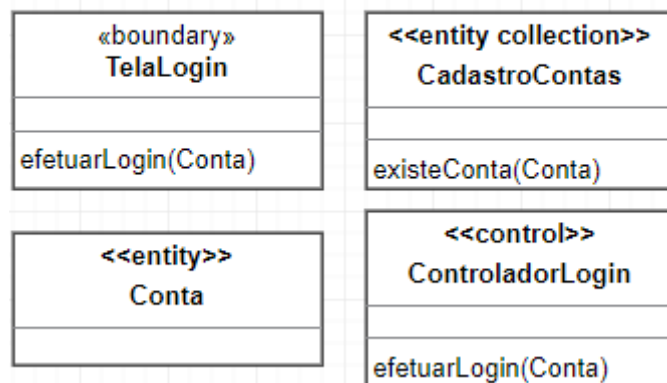 «boundary»
TelaLogin
efetuarLogin(Conta)
<<entity collection>>
CadastroContas
existeConta(Conta)
<<entity>>
Conta
<<control>>
ControladorLogin
efetuarLogin(Conta)